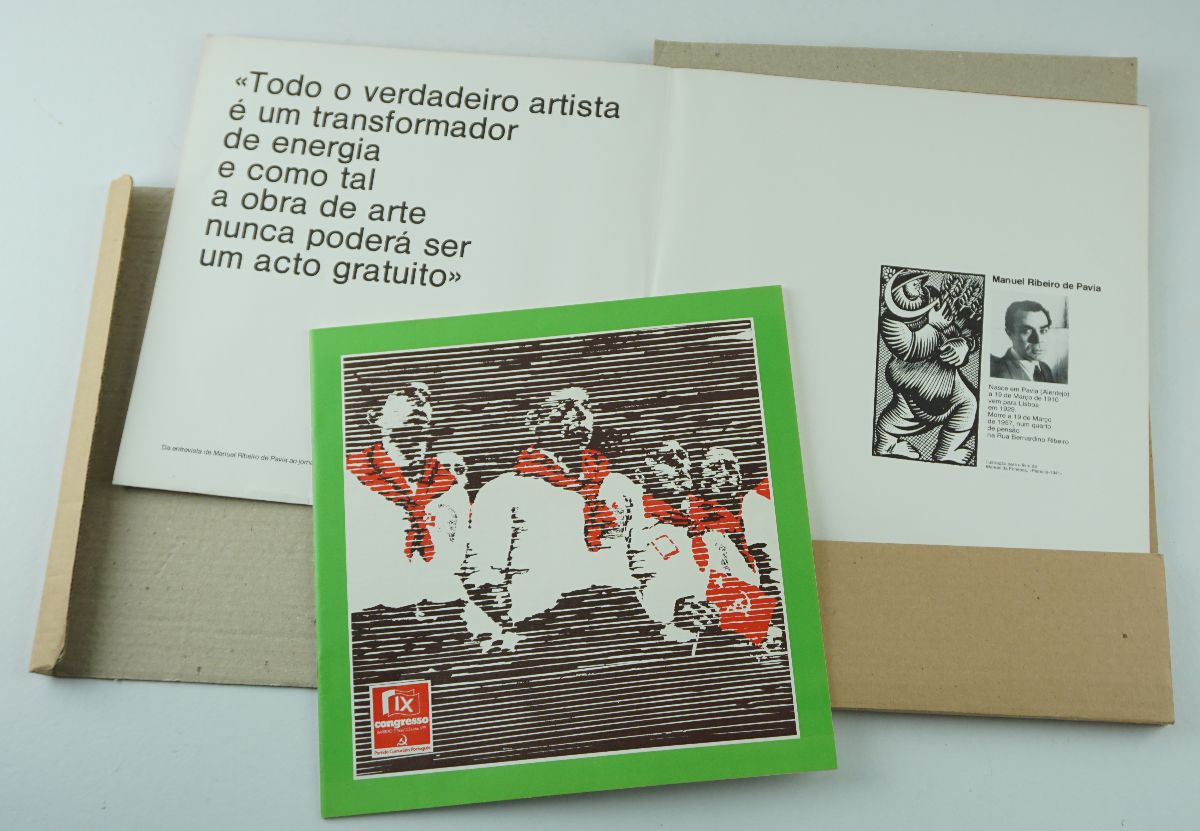 «Todo o verdadeiro artista
é um transformador
de energia
e como tal
a obra de arte
nunca poderá ser
um acto gratuito»
Da entrevista de Manuel Ribeiro de Pavia ao jorna
Manuel Ribeiro de Pavia
Nasce em Pavia (Alentejo)
a 19 de Março de 1910
vem para Lisboa
em 1929.
Morre a 19 de Março
de 1957, num quarto
de pensão
na Rua Bernardino Ribeiro
IX
congresso
Partido Comunista Português